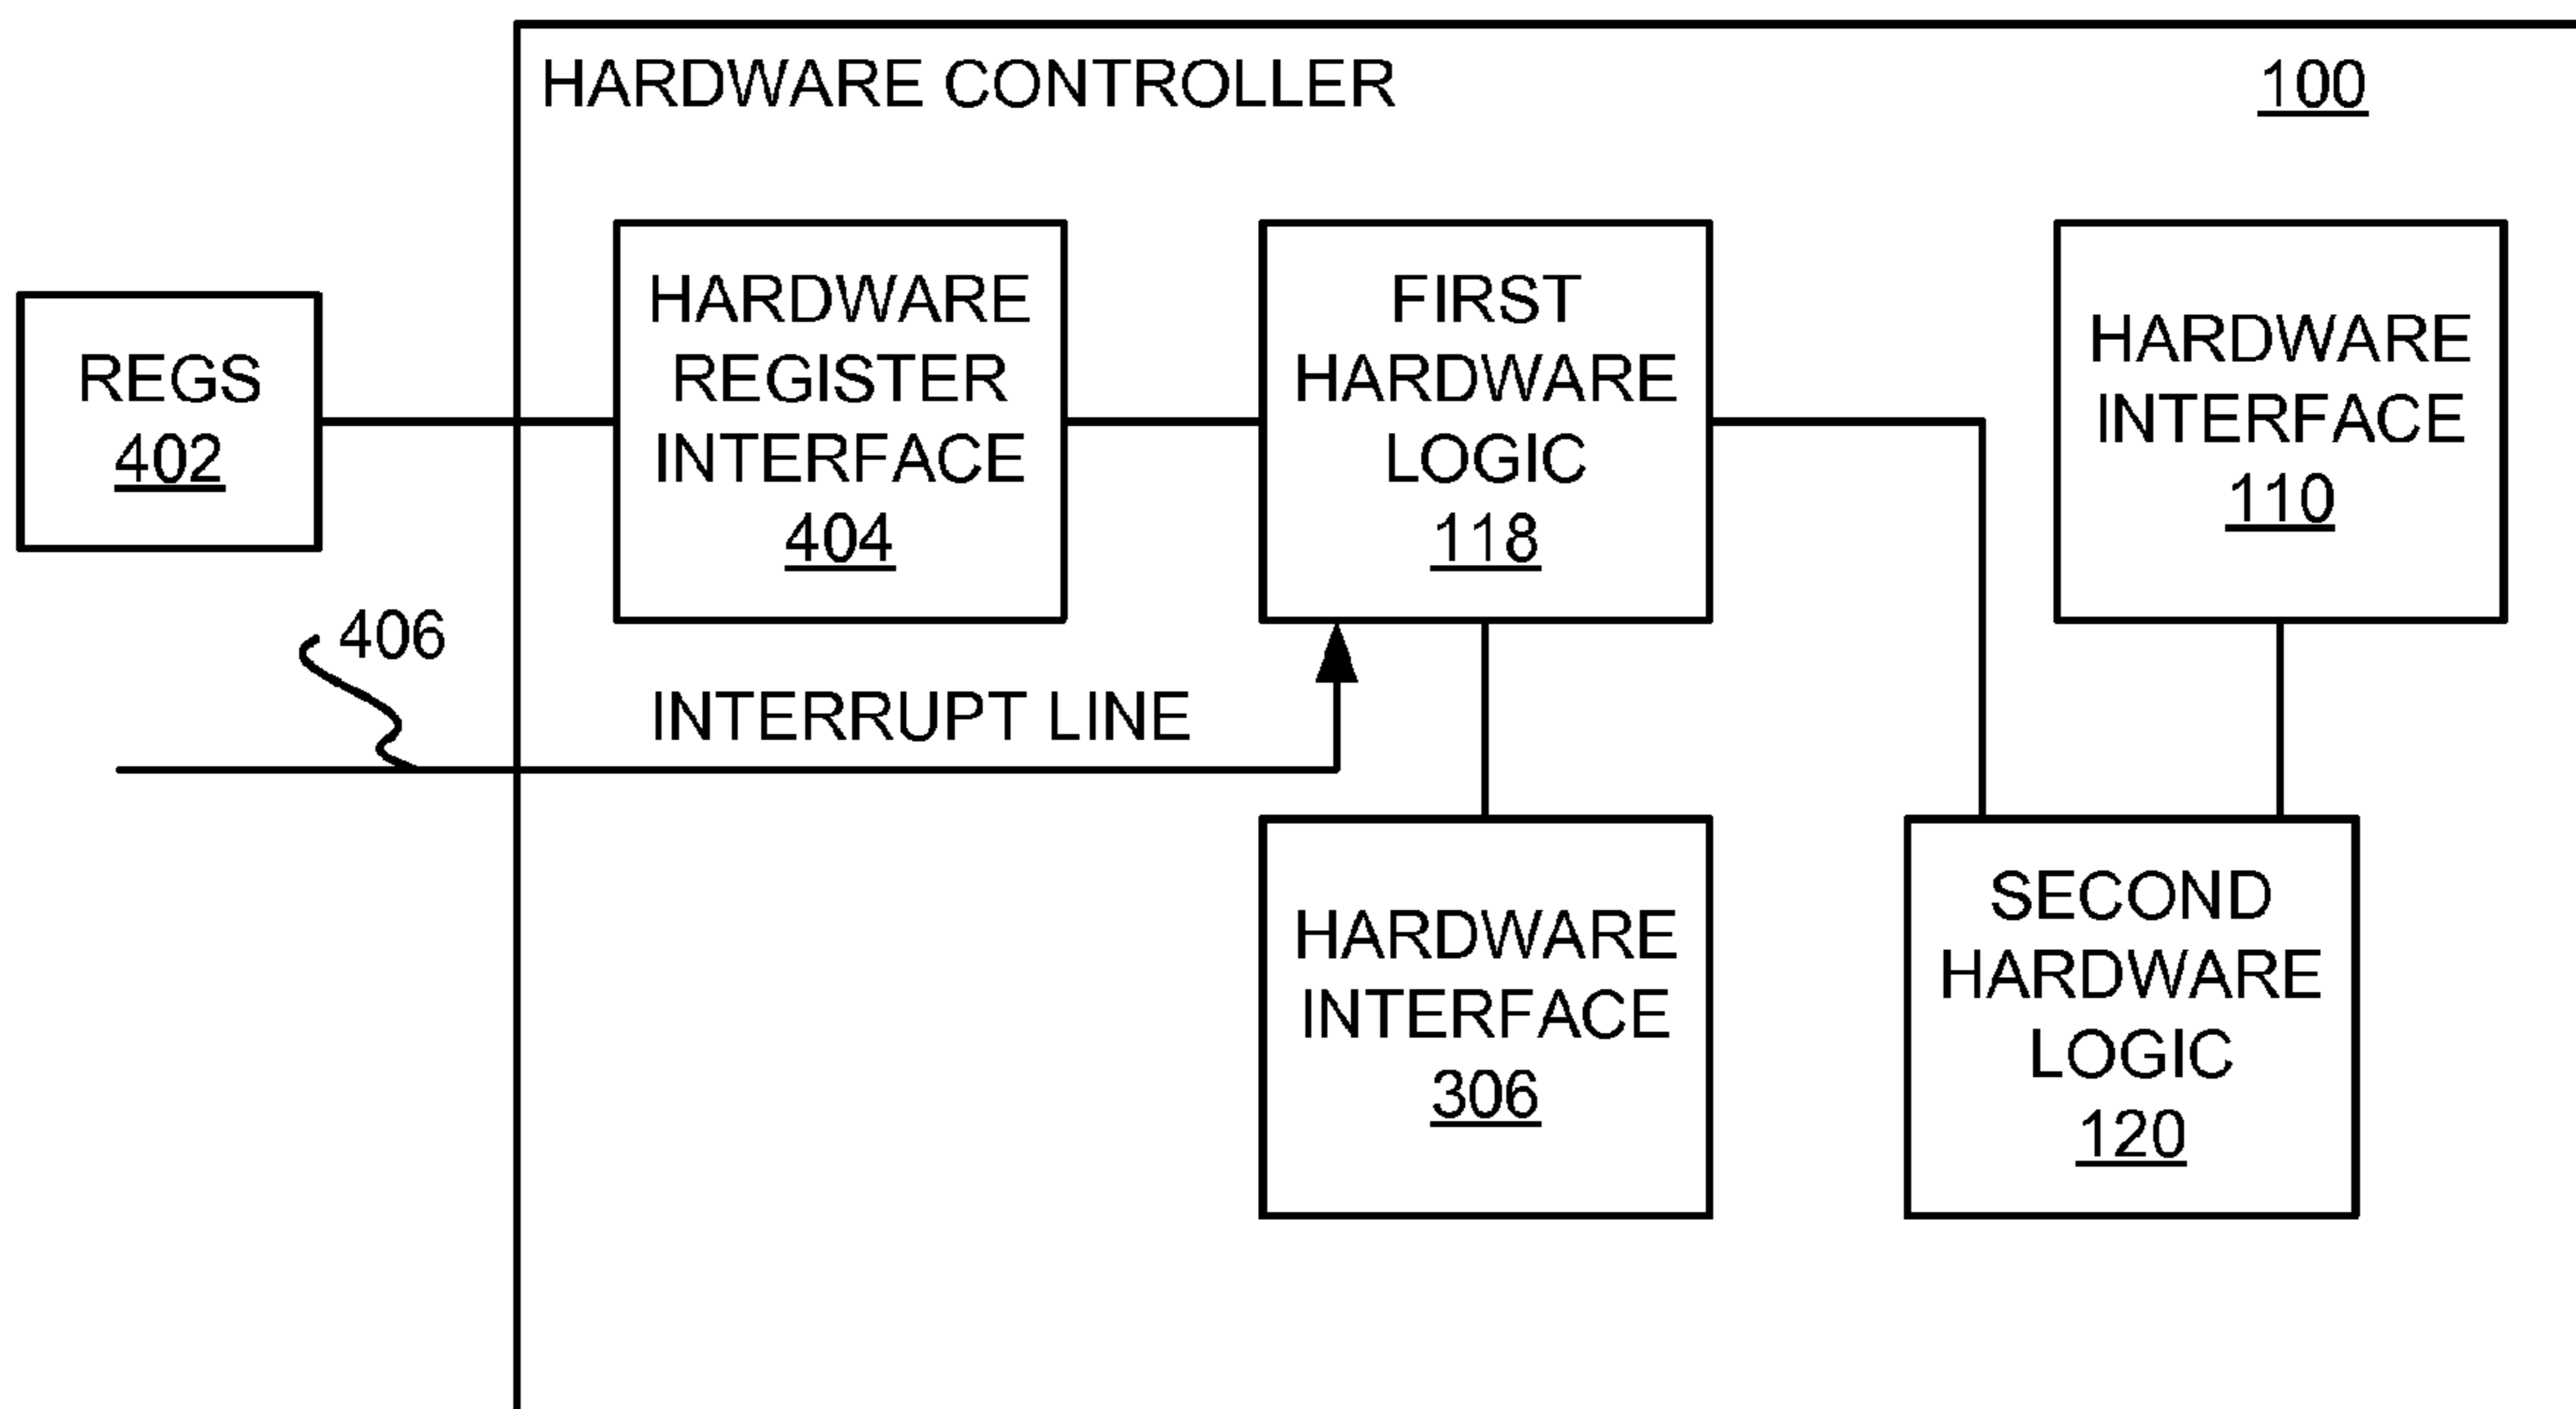 HARDWARE CONTROLLER
100
REGS
402
HARDWARE
REGISTER
INTERFACE
404
FIRST
HARDWARE
LOGIC
118
HARDWARE
INTERFACE
110
406
INTERRUPT LINE
HARDWARE
INTERFACE
306
SECOND
HARDWARE
LOGIC
120